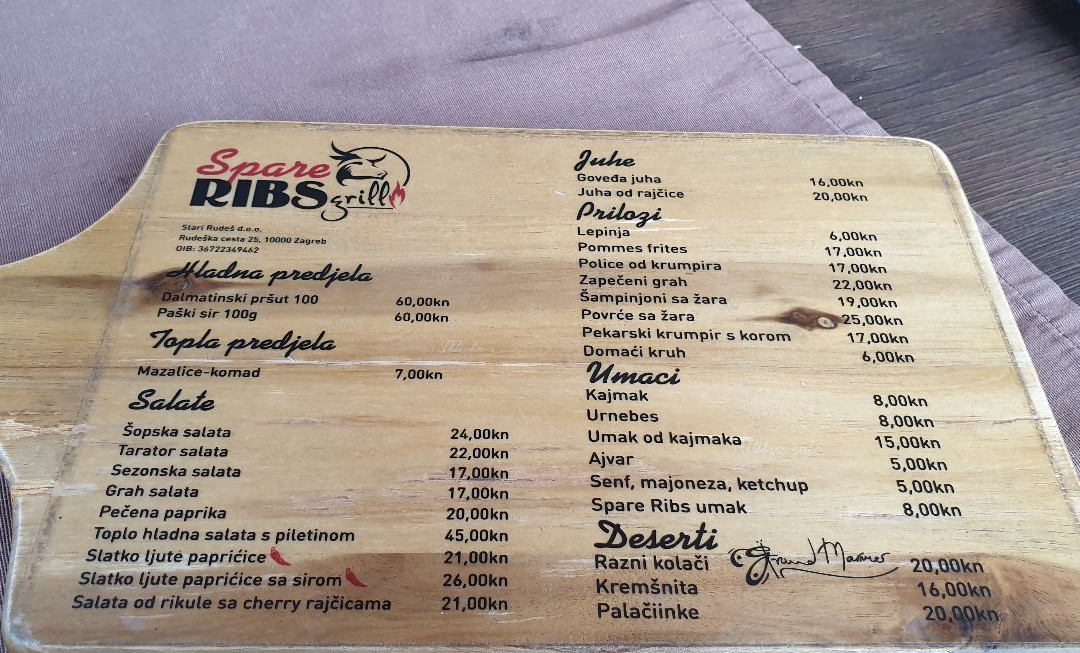 Spare
RIBS
grill
Stari Rudeš d.o.o.
Rudeška cesta 25, 10000 Zagreb
OIB: 36722349462
Hladna predjela
Dalmatinski pršut 100 60,00kn
Paški sir 100g 60,00kn
Topla predjela
Mazalice-komad 7,00kn
Salate
Šopska salata 24,00kn
Tarator salata 22,00kn
Sezonska salata 17,00kn
Grah salata 17,00kn
Pečena paprika 20,00kn
Toplo hladna salata s piletinom 45,00kn
Slatko ljute papričice 21,00kn
Slatko ljute papričice sa sirom 26,00kn
Salata od rikule sa cherry rajčicama 21,00kn
Juhe
Goveđa juha 16,00kn
Juha od rajčice 20,00kn
Prilozi
Lepinja 6,00kn
Pommes frites 17,00kn
Police od krumpira 17,00kn
Zapečeni grah 22,00kn
Šampinjoni sa žara 19,00kn
Povrće sa žara 25,00kn
Pekarski krumpir s korom 17,00kn
Domaći kruh 6,00kn
Umaci
Kajmak 8,00kn
Urnebes 8,00kn
Umak od kajmaka 15,00kn
Ajvar 5,00kn
Senf, majoneza, ketchup 5,00kn
Spare Ribs umak 8,00kn
Deserti
Razni kolači Grand Marnier 20,00kn
Kremšnita 16,00kn
Palačiinke 20,00kn